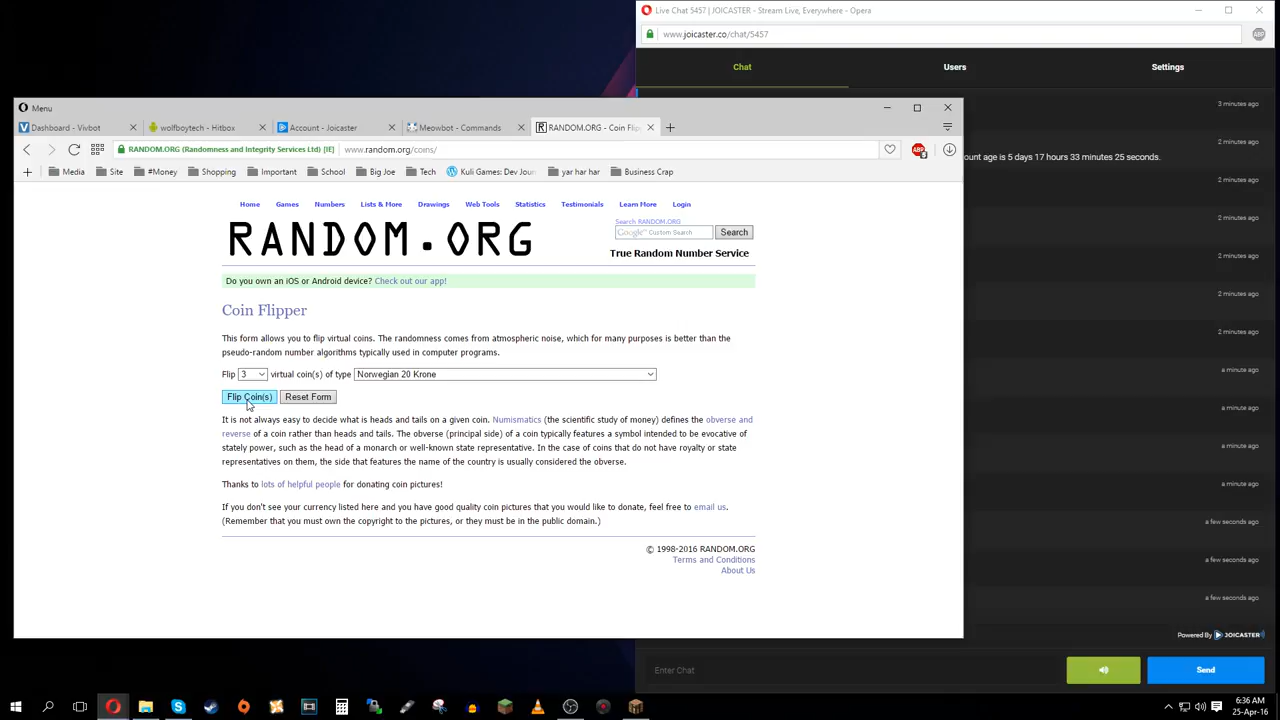 Live Chat 5457 | JOICASTER - Stream Live, Everywhere - Opera
www.joicaster.co/chat/5457
ABP
Chat
Users
Settings
3 minutes ago
2 minutes ago
ount age is 5 days 17 hours 33 minutes 25 seconds.
2 minutes ago
2 minutes ago
2 minutes ago
2 minutes ago
2 minutes ago
a minute ago
a minute ago
a minute ago
a minute ago
a few seconds ago
a few seconds ago
a few seconds ago
Powered By JOICASTER
Enter Chat
Send
Menu
Dashboard - Vivbot
wolfboytech - Hitbox
Account - Joicaster
Meowbot - Commands
RANDOM.ORG - Coin Flip
RANDOM.ORG (Randomness and Integrity Services Ltd) [IE]
www.random.org/coins/
ABP
Media
Site
#Money
Shopping
Important
School
Big Joe
Tech
Kuli Games: Dev Jour
yar har har
Business Crap
Home
Games
Numbers
Lists & More
Drawings
Web Tools
Statistics
Testimonials
Learn More
Login
RANDOM.ORG
Search RANDOM.ORG
Google™ Custom Search
Search
True Random Number Service
Do you own an iOS or Android device? Check out our app!
Coin Flipper
This form allows you to flip virtual coins. The randomness comes from atmospheric noise, which for many purposes is better than the
pseudo-random number algorithms typically used in computer programs.
Flip 3 virtual coin(s) of type Norwegian 20 Krone
Flip Coin(s)
Reset Form
It is not always easy to decide what is heads and tails on a given coin. Numismatics (the scientific study of money) defines the obverse and
reverse of a coin rather than heads and tails. The obverse (principal side) of a coin typically features a symbol intended to be evocative of
stately power, such as the head of a monarch or well-known state representative. In the case of coins that do not have royalty or state
representatives on them, the side that features the name of the country is usually considered the obverse.
Thanks to lots of helpful people for donating coin pictures!
If you don't see your currency listed here and you have good quality coin pictures that you would like to donate, feel free to email us.
(Remember that you must own the copyright to the pictures, or they must be in the public domain.)
© 1998-2016 RANDOM.ORG
Terms and Conditions
About Us
6:36 AM
25-Apr-16